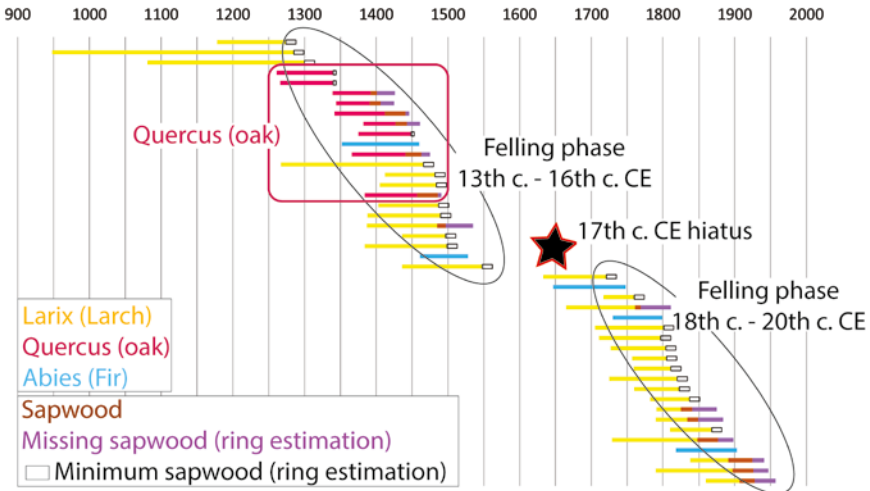 900 1000 1100 1200 1300 1400 1500 1600 1700 1800 1900 2000
Quercus (oak)
Felling phase
13th c. - 16th c. CE
17th c. CE hiatus
Felling phase
18th c. - 20th c. CE
Larix (Larch)
Quercus (oak)
Abies (Fir)
Sapwood
Missing sapwood (ring estimation)
Minimum sapwood (ring estimation)